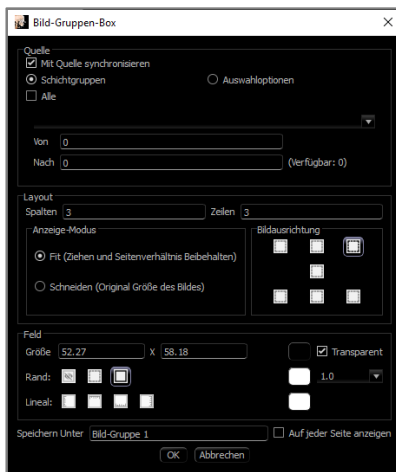 Bild-Gruppen-Box
Quelle
Mit Quelle synchronisieren
Schichtgruppen Auswahloptionen
Alle
Von 0
Nach 0 (Verfügbar: 0)
Layout
Spalten 3 Zeilen 3
Anzeige-Modus Bildausrichtung
Fit (Ziehen und Seitenverhältnis Beibehalten)
Schneiden (Original Größe des Bildes)
Feld
Größe 52.27 X 58.18 Transparent
Rand: 1.0
Lineal:
Speichern Unter Bild-Gruppe 1 Auf jeder Seite anzeigen
OK Abbrechen